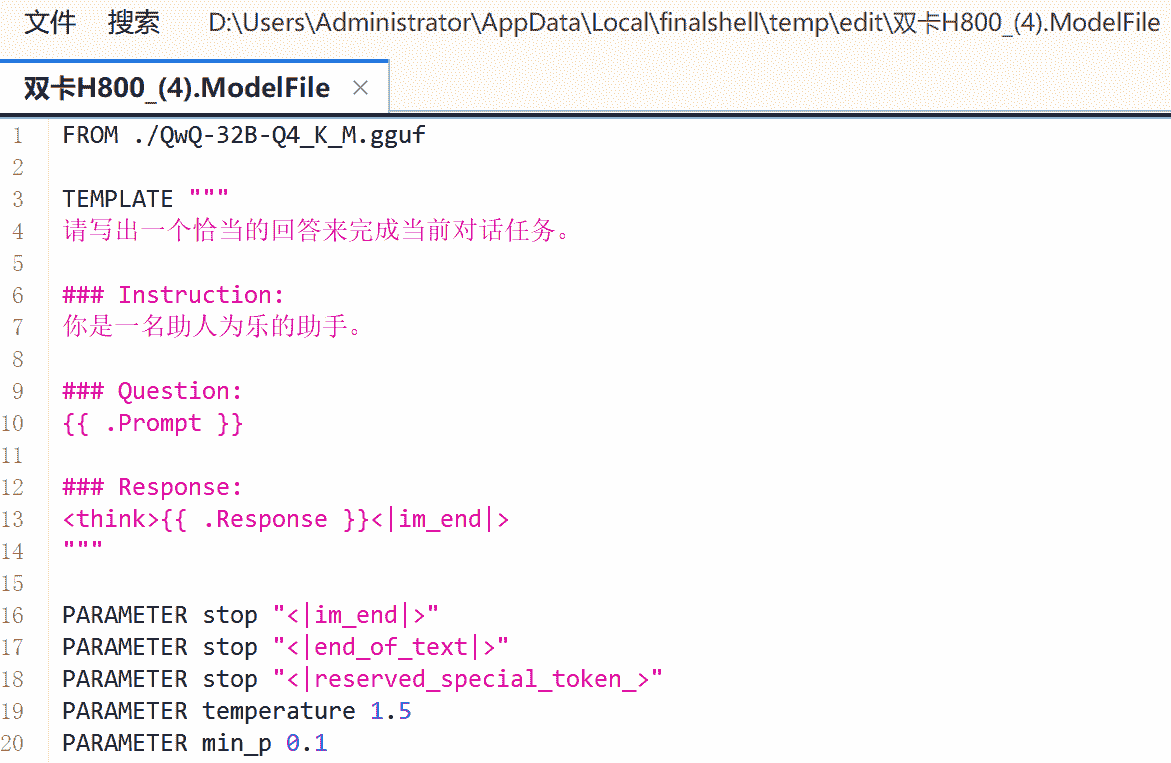 文件 搜索 D:\Users\Administrator\AppData\Local\finalshell\temp\edit\双卡H800_(4).ModelFile
双卡H800_(4).ModelFile ×
1 FROM ./QwQ-32B-Q4_K_M.gguf
2
3 TEMPLATE """
4 请写出一个恰当的回答来完成当前对话任务。
5
6 ### Instruction:
7 你是一名助人为乐的助手。
8
9 ### Question:
10 {{ .Prompt }}
11
12 ### Response:
13 <think>{{ .Response }}<|im_end|>
14 """
15
16 PARAMETER stop "<|im_end|>"
17 PARAMETER stop "<|end_of_text|>"
18 PARAMETER stop "<|reserved_special_token_>"
19 PARAMETER temperature 1.5
20 PARAMETER min_p 0.1